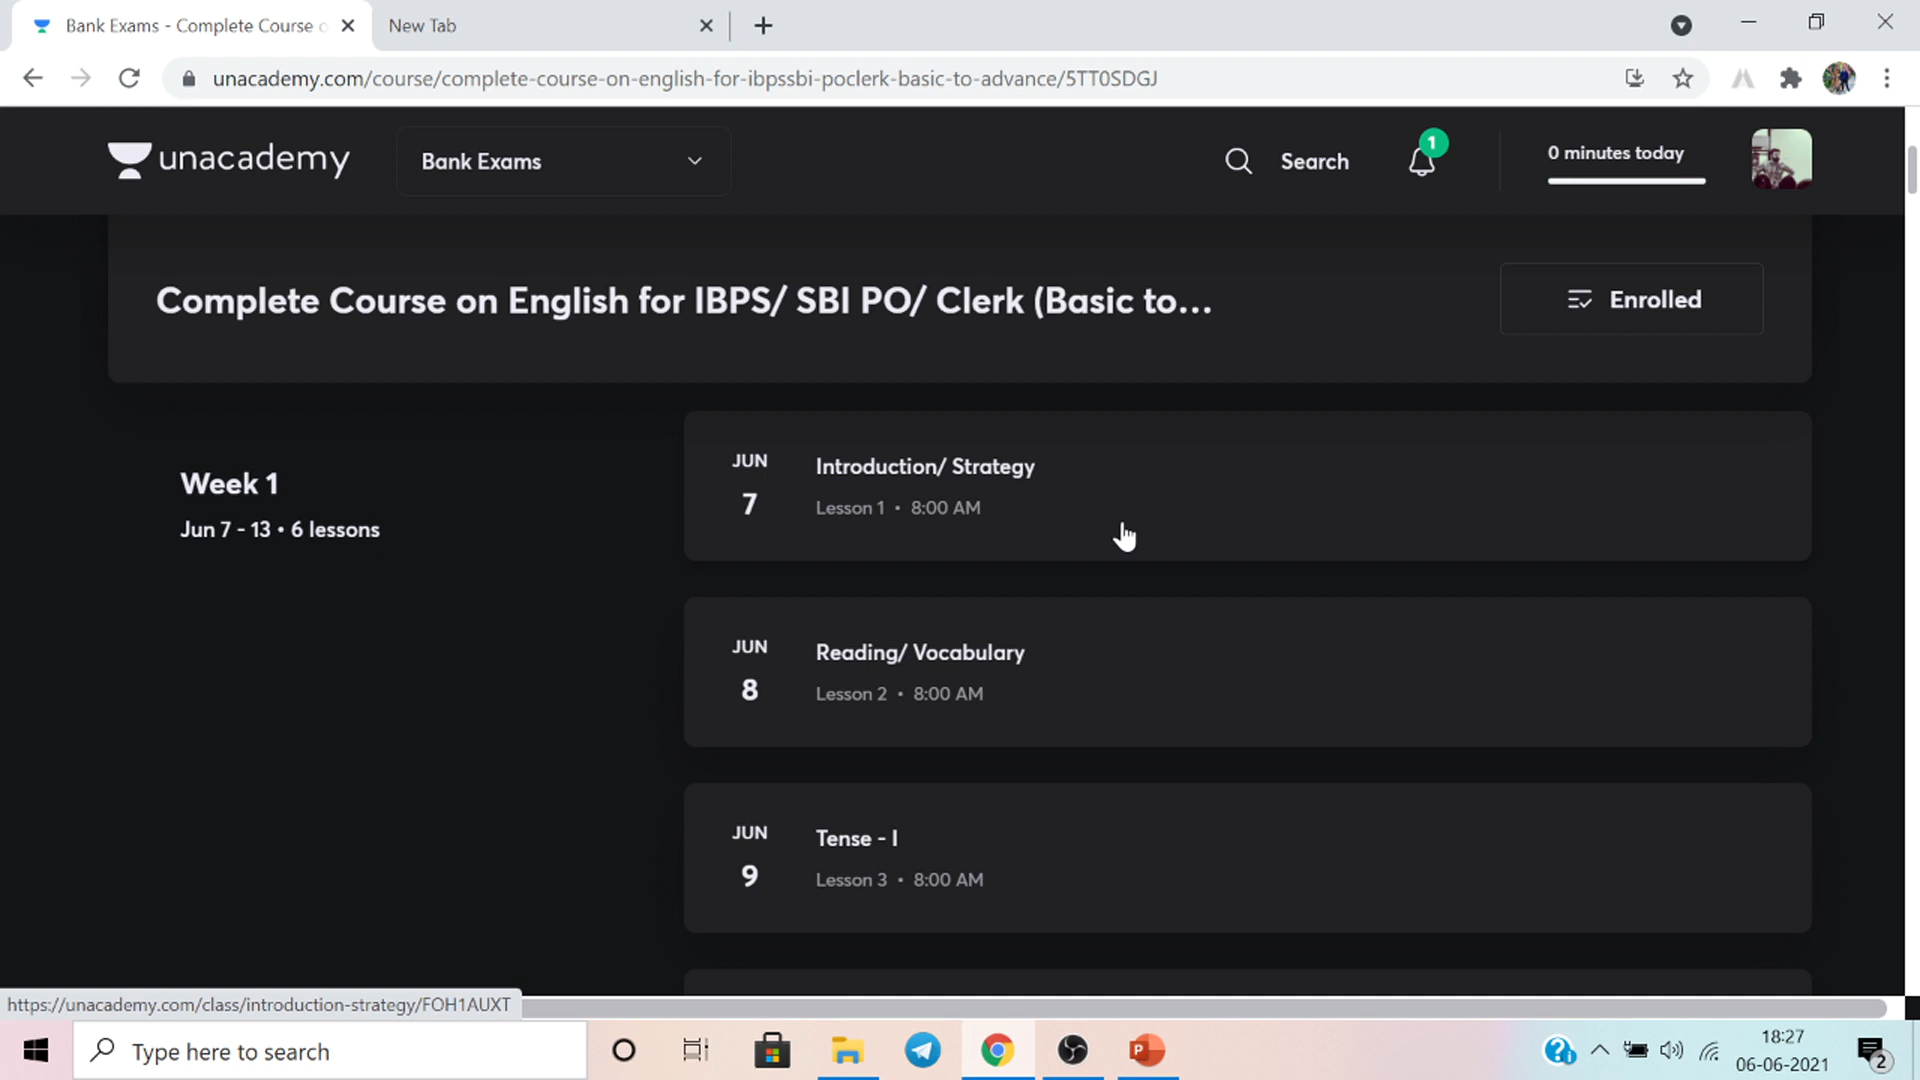 Bank Exams - Complete Course o
New Tab
unacademy.com/course/complete-course-on-english-for-ibpssbi-poclerk-basic-to-advance/5TT0SDGJ
unacademy
Bank Exams
Search
1
0 minutes today
Complete Course on English for IBPS/ SBI PO/ Clerk (Basic to...
Enrolled
Week 1
Jun 7 - 13 • 6 lessons
JUN
7
Introduction/ Strategy
Lesson 1 • 8:00 AM
JUN
8
Reading/ Vocabulary
Lesson 2 • 8:00 AM
JUN
9
Tense - I
Lesson 3 • 8:00 AM
https://unacademy.com/class/introduction-strategy/FOH1AUXT
Type here to search
18:27
06-06-2021
2